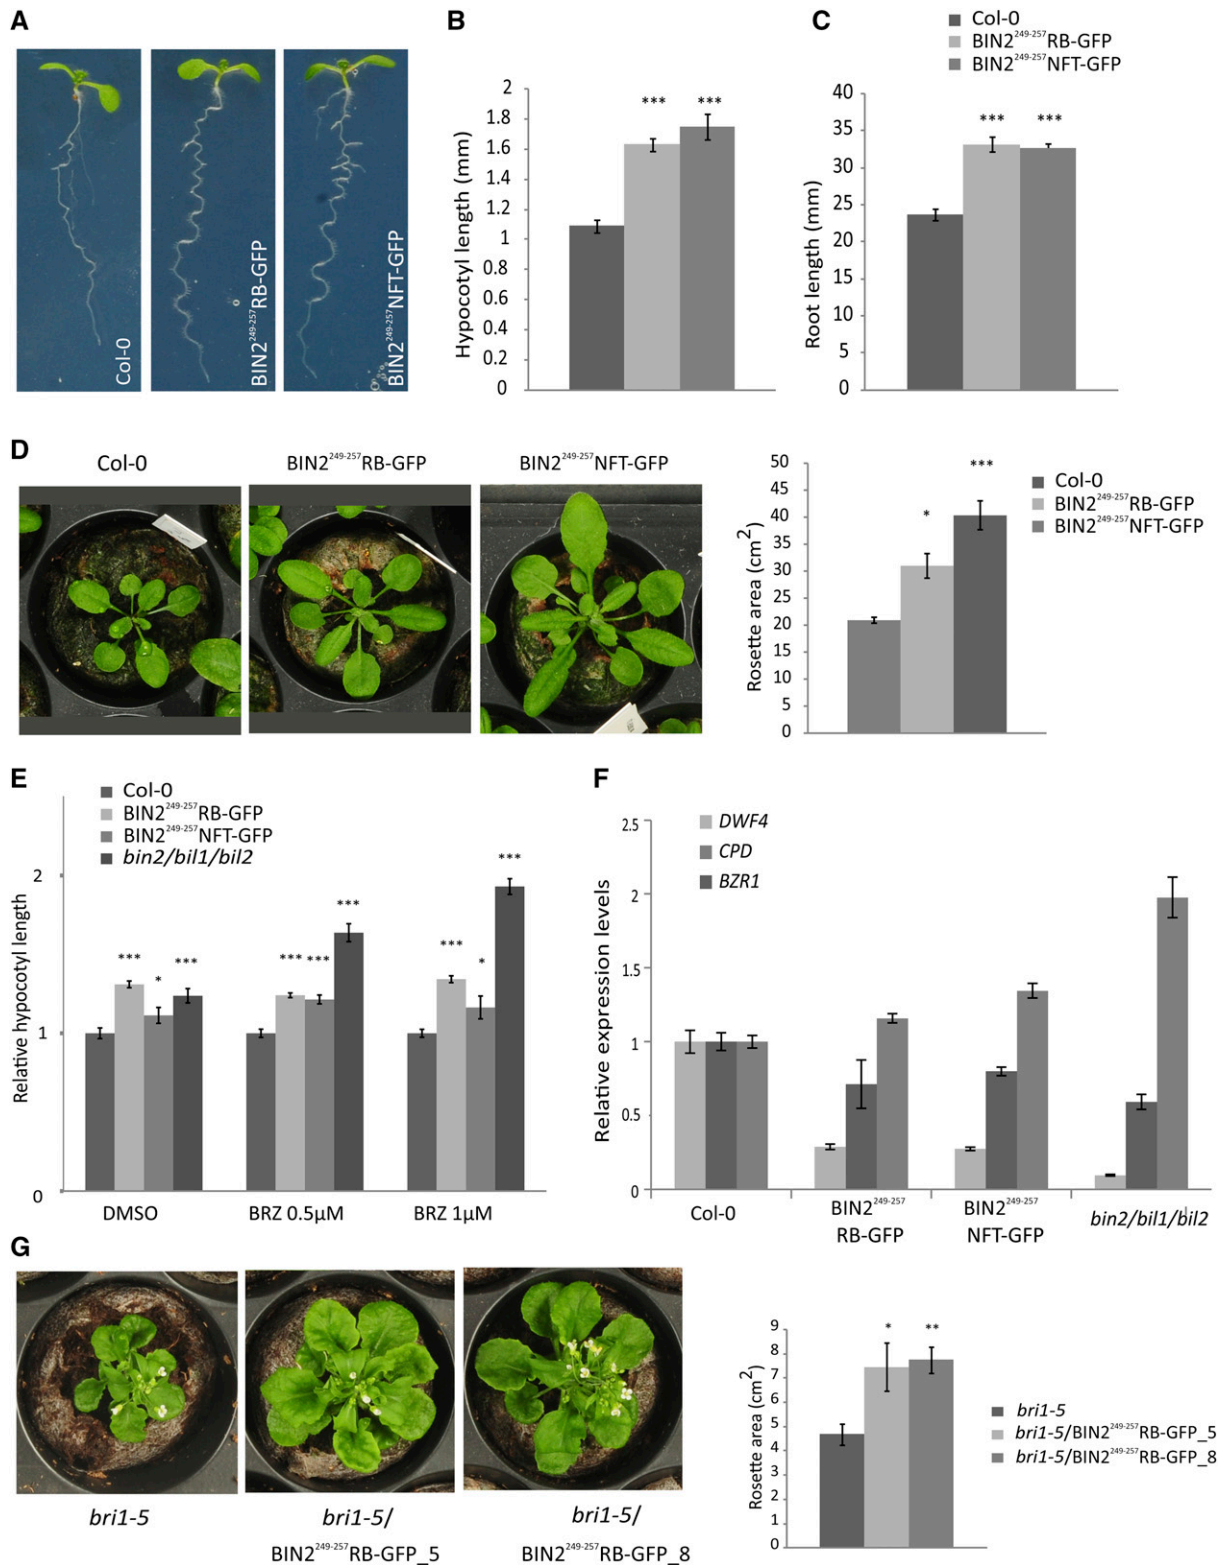 A
Col-0
BIN2249-257RB-GFP
BIN2249-257NFT-GFP
B
Hypocotyl length (mm)
2
1.8
1.6
1.4
1.2
1
0.8
0.6
0.4
0.2
0
*** ***
C
Col-0
BIN2249-257RB-GFP
BIN2249-257NFT-GFP
Root length (mm)
40
35
30
25
20
15
10
5
0
*** ***
D
Col-0
BIN2249-257RB-GFP
BIN2249-257NFT-GFP
Rosette area (cm2)
50
45
40
35
30
25
20
15
10
5
0
* ***
Col-0
BIN2249-257RB-GFP
BIN2249-257NFT-GFP
E
Col-0
BIN2249-257RB-GFP
BIN2249-257NFT-GFP
bin2/bil1/bil2
Relative hypocotyl length
2
1
0
*** * ***
*** *** ***
*** * ***
DMSO
BRZ 0.5µM
BRZ 1µM
F
DWF4
CPD
BZR1
Relative expression levels
2.5
2
1.5
1
0.5
0
Col-0
BIN2249-257
RB-GFP
BIN2249-257
NFT-GFP
bin2/bil1/bil2
G
bri1-5
bri1-5/
BIN2249-257RB-GFP_5
bri1-5/
BIN2249-257RB-GFP_8
Rosette area (cm2)
9
8
7
6
5
4
3
2
1
0
* **
bri1-5
bri1-5/BIN2249-257RB-GFP_5
bri1-5/BIN2249-257RB-GFP_8